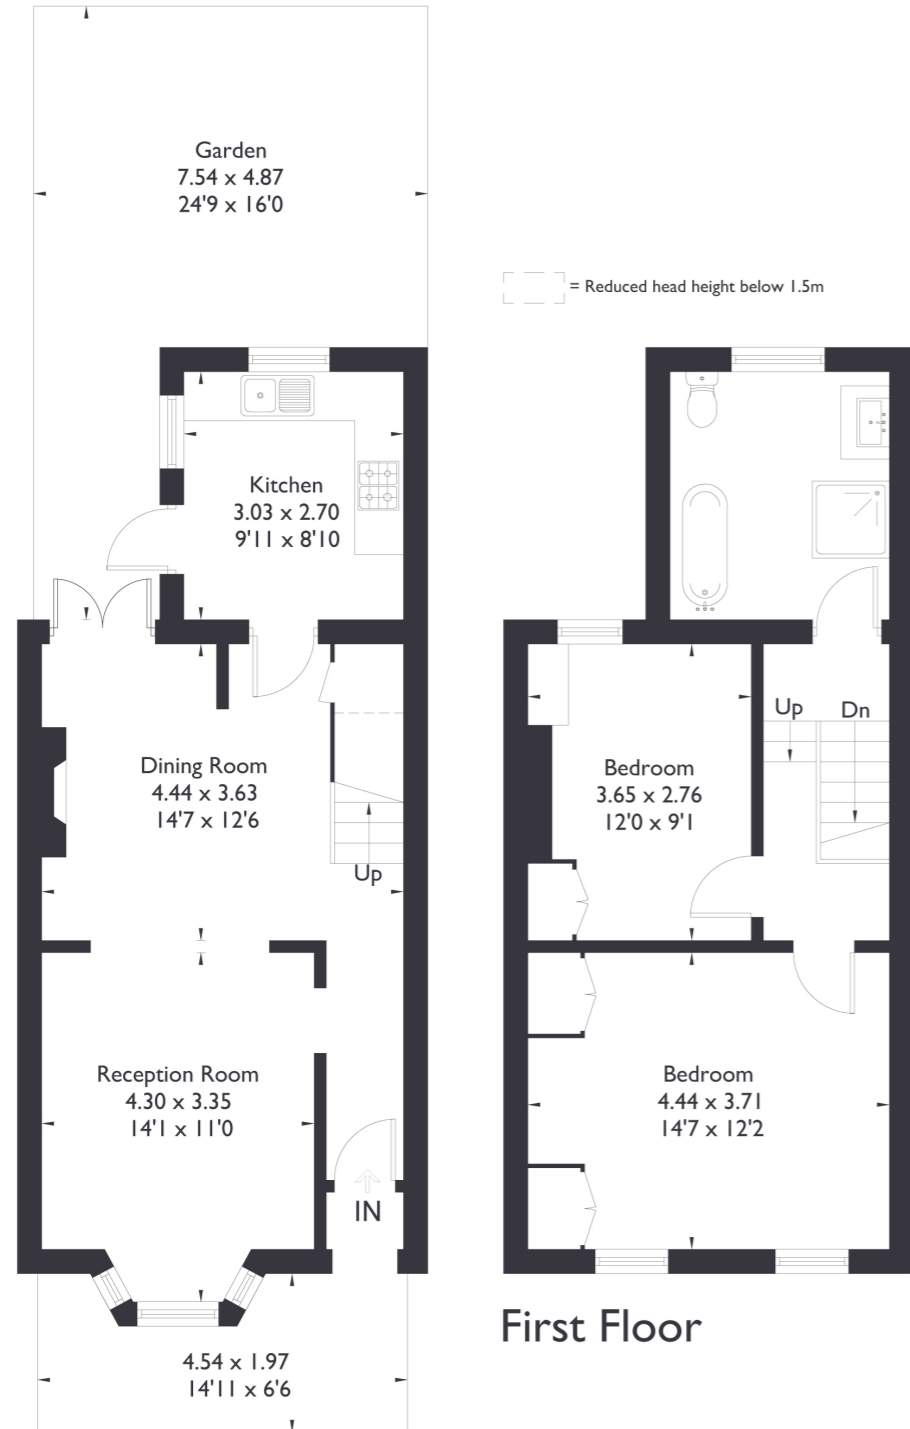 Garden
7.54 x 4.87
24'9 x 16'0
= Reduced head height below 1.5m
Kitchen
3.03 x 2.70
9'11 x 8'10
Dining Room
4.44 x 3.63
14'7 x 12'6
Up
Reception Room
4.30 x 3.35
14'1 x 11'0
IN
4.54 x 1.97
14'11 x 6'6
Up
Dn
Bedroom
3.65 x 2.76
12'0 x 9'1
Bedroom
4.44 x 3.71
14'7 x 12'2
First Floor